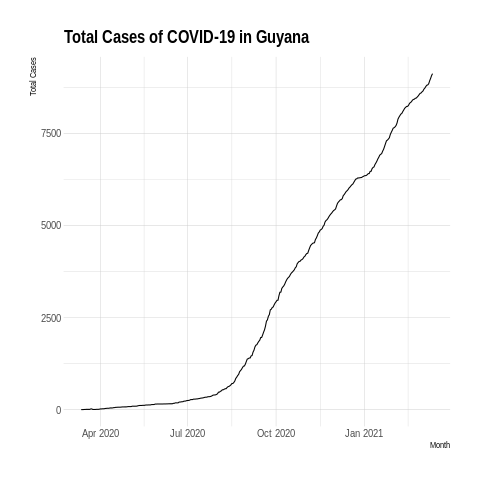 Total Cases of COVID-19 in Guyana
Total Cases
7500
5000
2500
0
Apr 2020 Jul 2020 Oct 2020 Jan 2021
Month